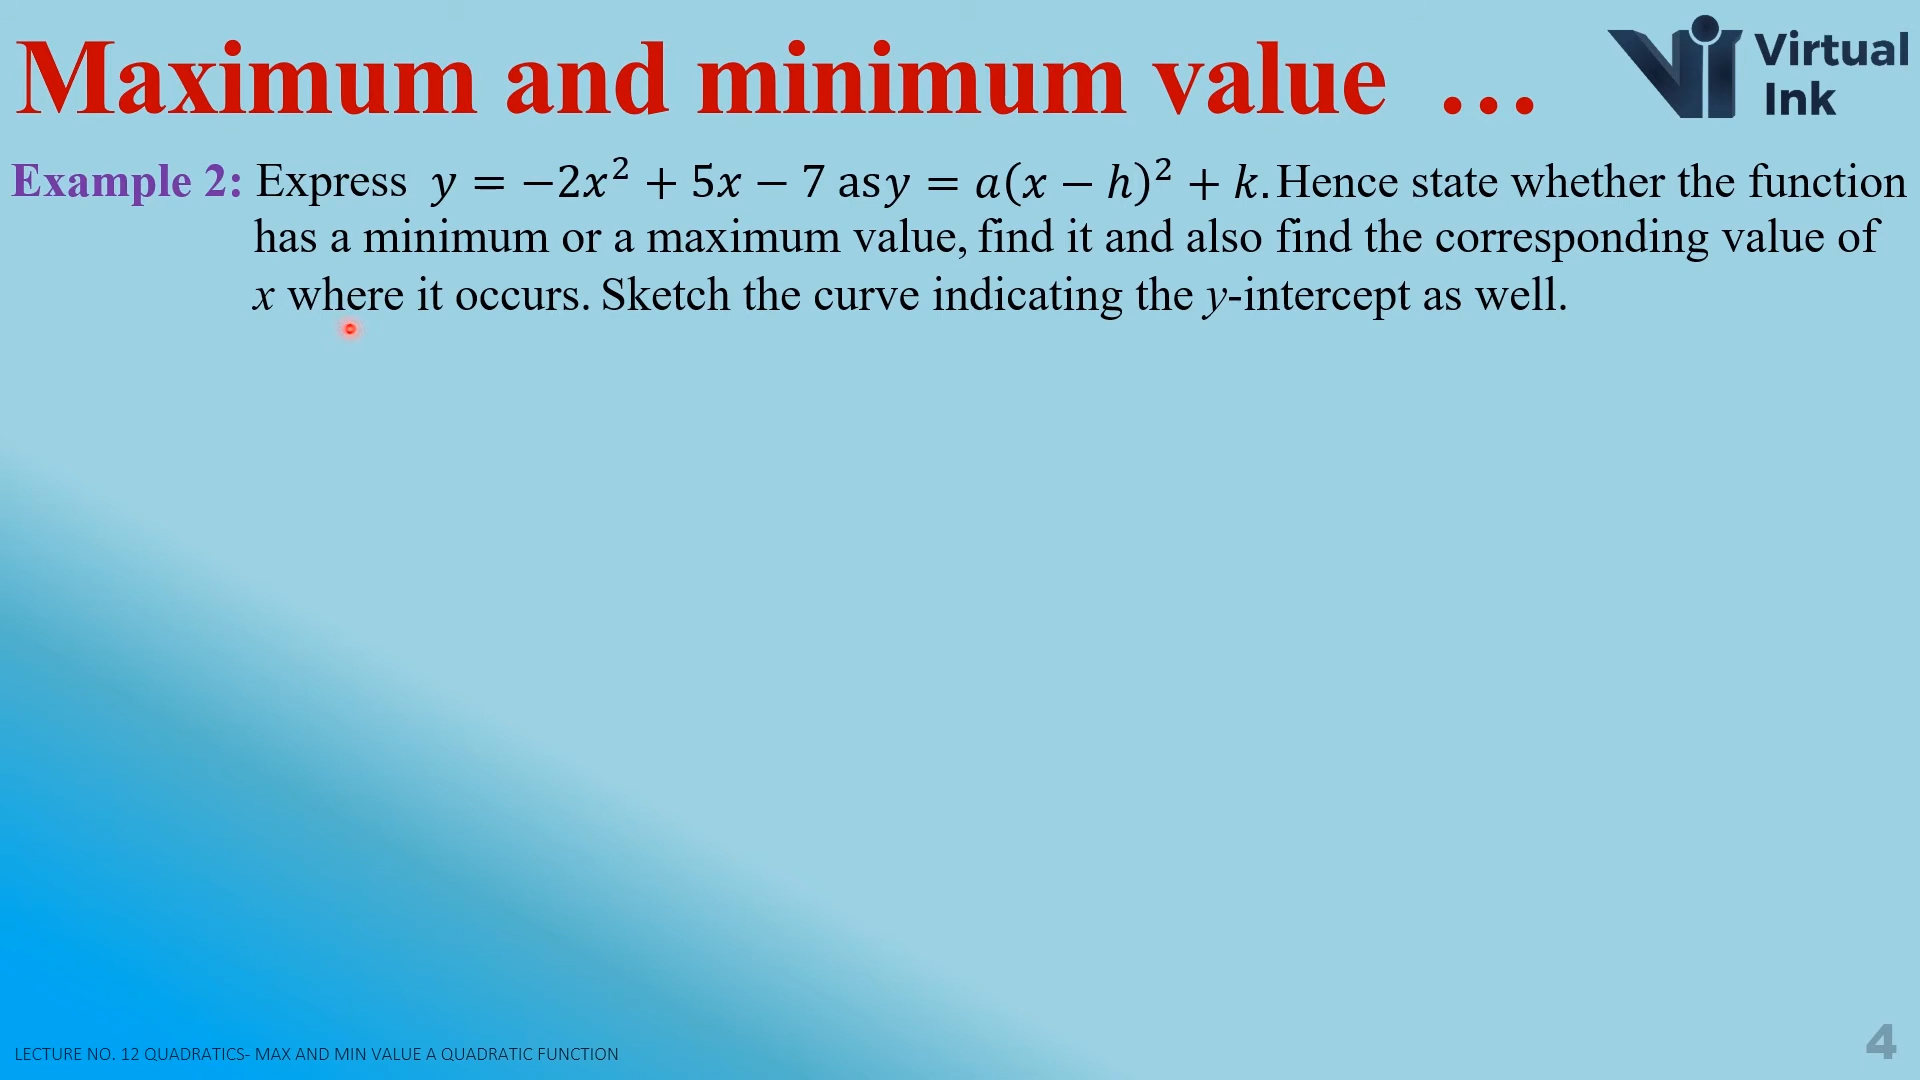 Maximum and minimum value …
Virtual
Ink
Example 2: Express y = −2x² + 5x − 7 as y = a(x − h)² + k. Hence state whether the function
has a minimum or a maximum value, find it and also find the corresponding value of
x where it occurs. Sketch the curve indicating the y-intercept as well.
LECTURE NO. 12 QUADRATICS- MAX AND MIN VALUE A QUADRATIC FUNCTION
4